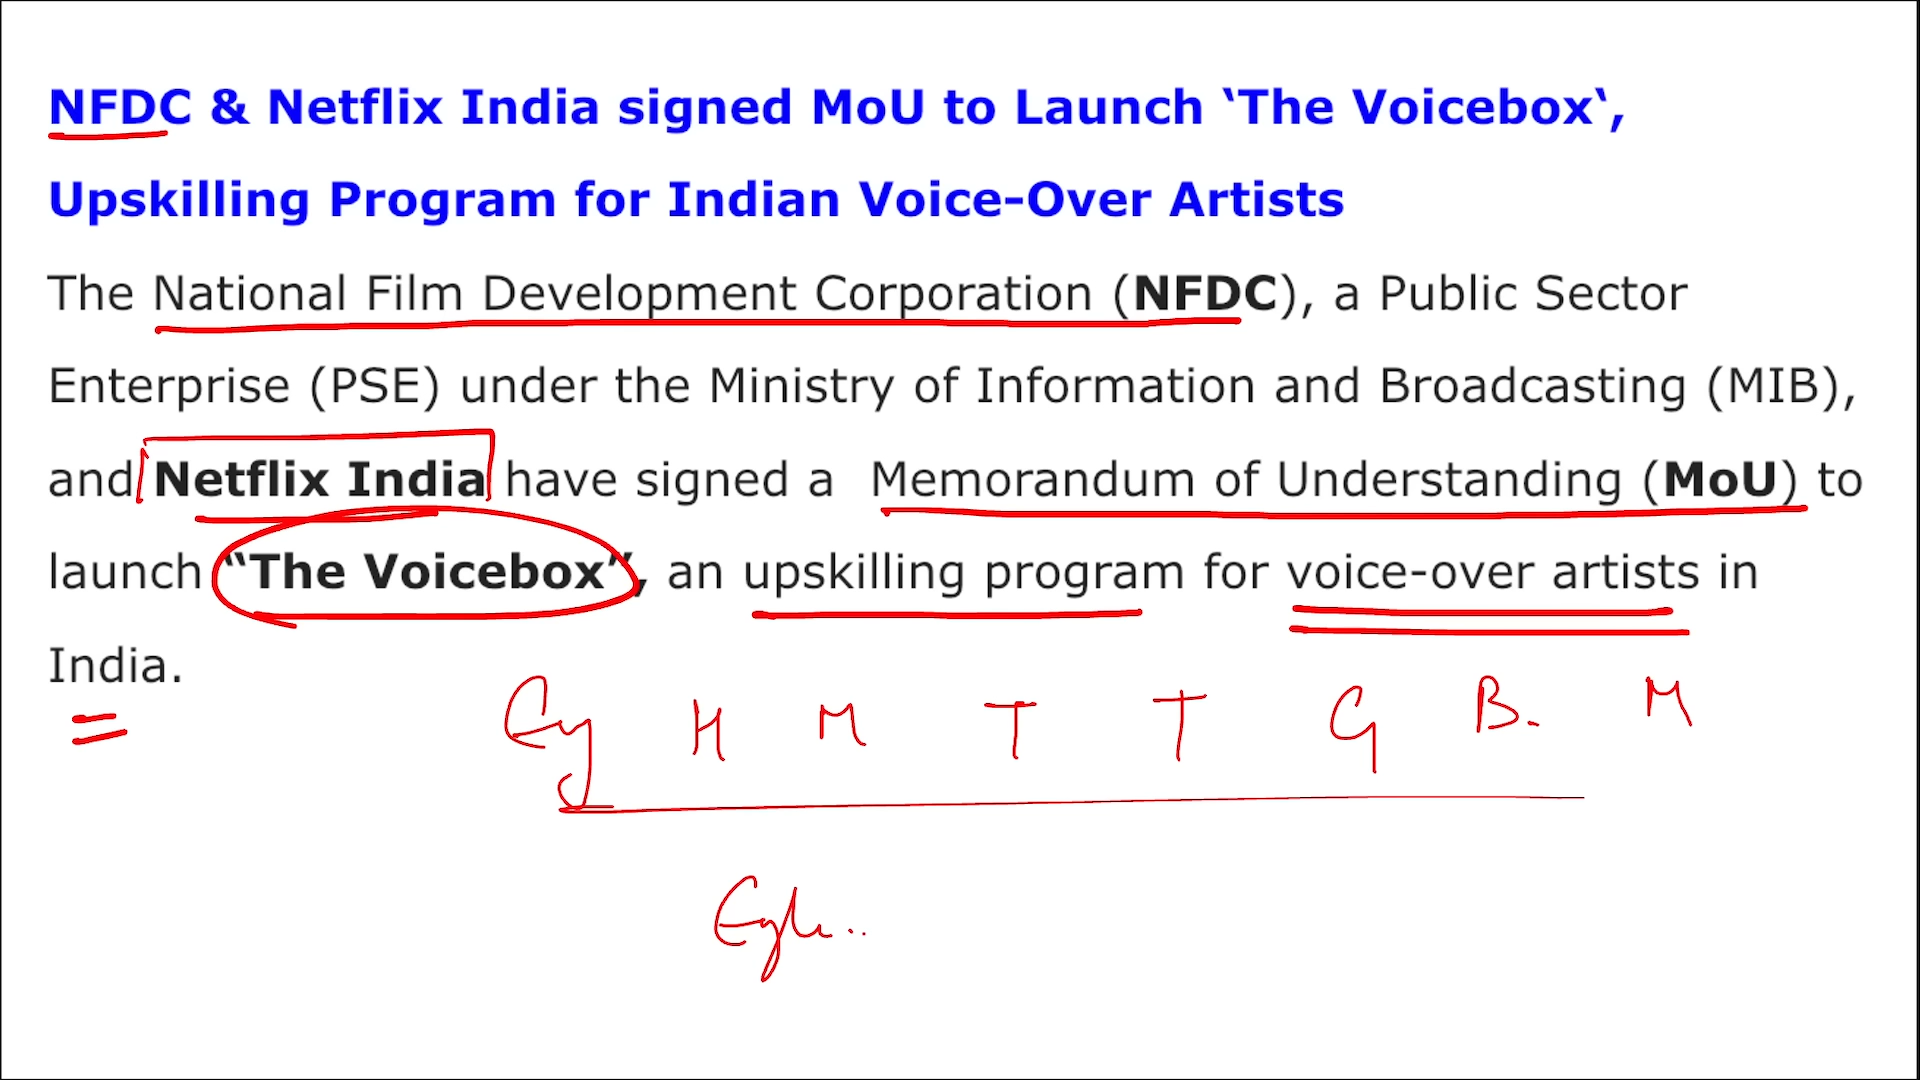 NFDC & Netflix India signed MoU to Launch ‛The Voicebox‛,
Upskilling Program for Indian Voice-Over Artists
The National Film Development Corporation (NFDC), a Public Sector
Enterprise (PSE) under the Ministry of Information and Broadcasting (MIB),
and Netflix India have signed a Memorandum of Understanding (MoU) to
launch “The Voicebox”, an upskilling program for voice-over artists in
India.
H M T T G B. M